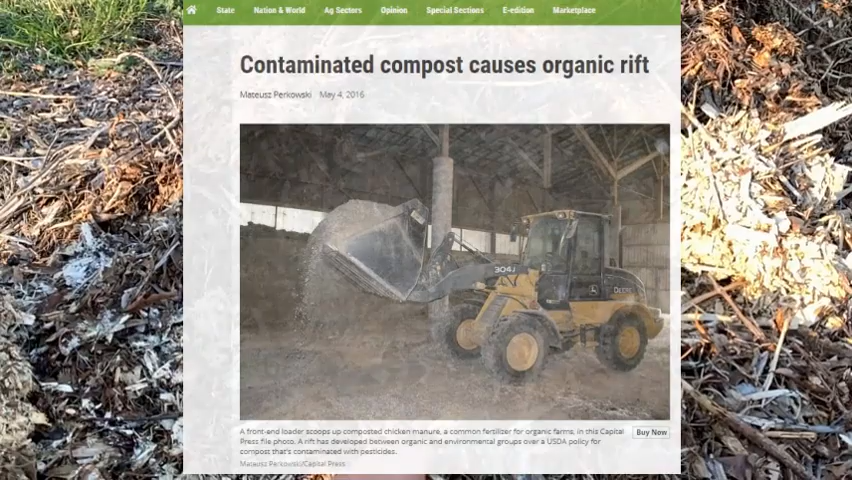 State Nation & World Ag Sectors Opinion Special Sections E-edition Marketplace
Contaminated compost causes organic rift
Mateusz Perkowski May 4, 2016
304J
DEERE
A front-end loader scoops up composted chicken manure, a common fertilizer for organic farms, in this Capital
Press file photo. A rift has developed between organic and environmental groups over a USDA policy for
compost that's contaminated with pesticides.
Buy Now
Mateusz Perkowski/Capital Press